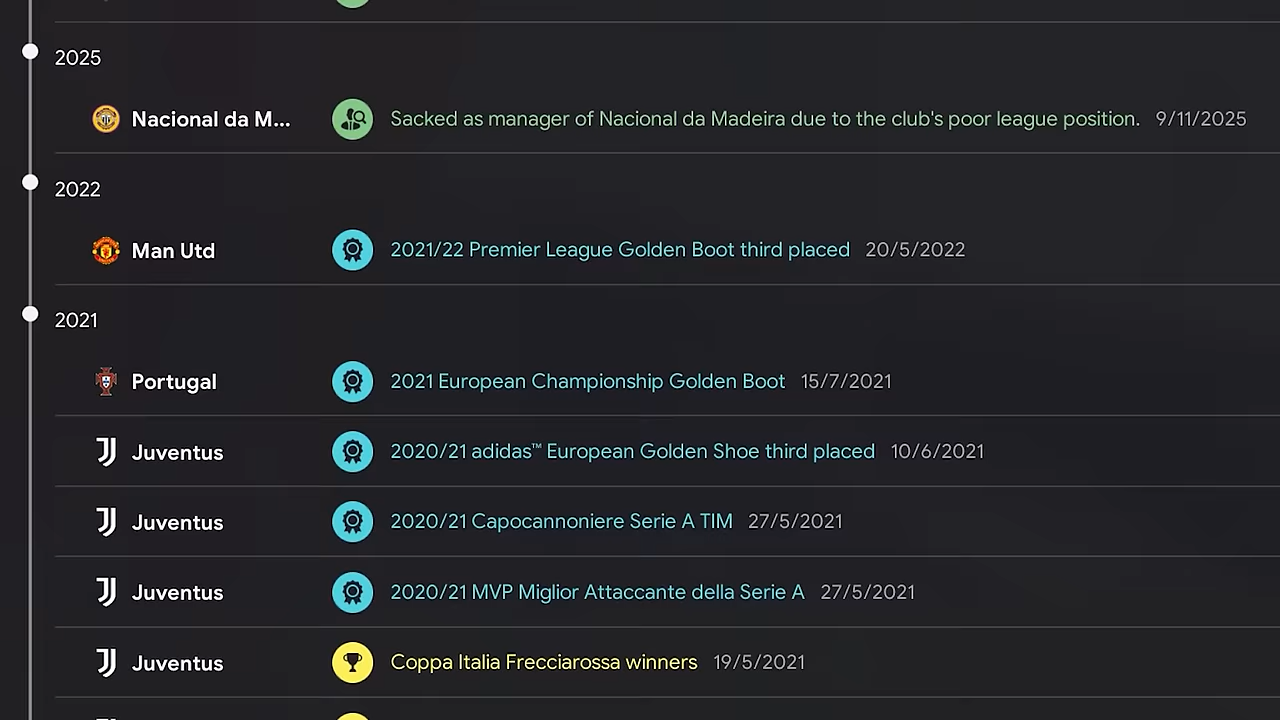 2025
Nacional da M... Sacked as manager of Nacional da Madeira due to the club's poor league position. 9/11/2025
2022
Man Utd 2021/22 Premier League Golden Boot third placed 20/5/2022
2021
Portugal 2021 European Championship Golden Boot 15/7/2021
Juventus 2020/21 adidas™ European Golden Shoe third placed 10/6/2021
Juventus 2020/21 Capocannoniere Serie A TIM 27/5/2021
Juventus 2020/21 MVP Miglior Attaccante della Serie A 27/5/2021
Juventus Coppa Italia Frecciarossa winners 19/5/2021